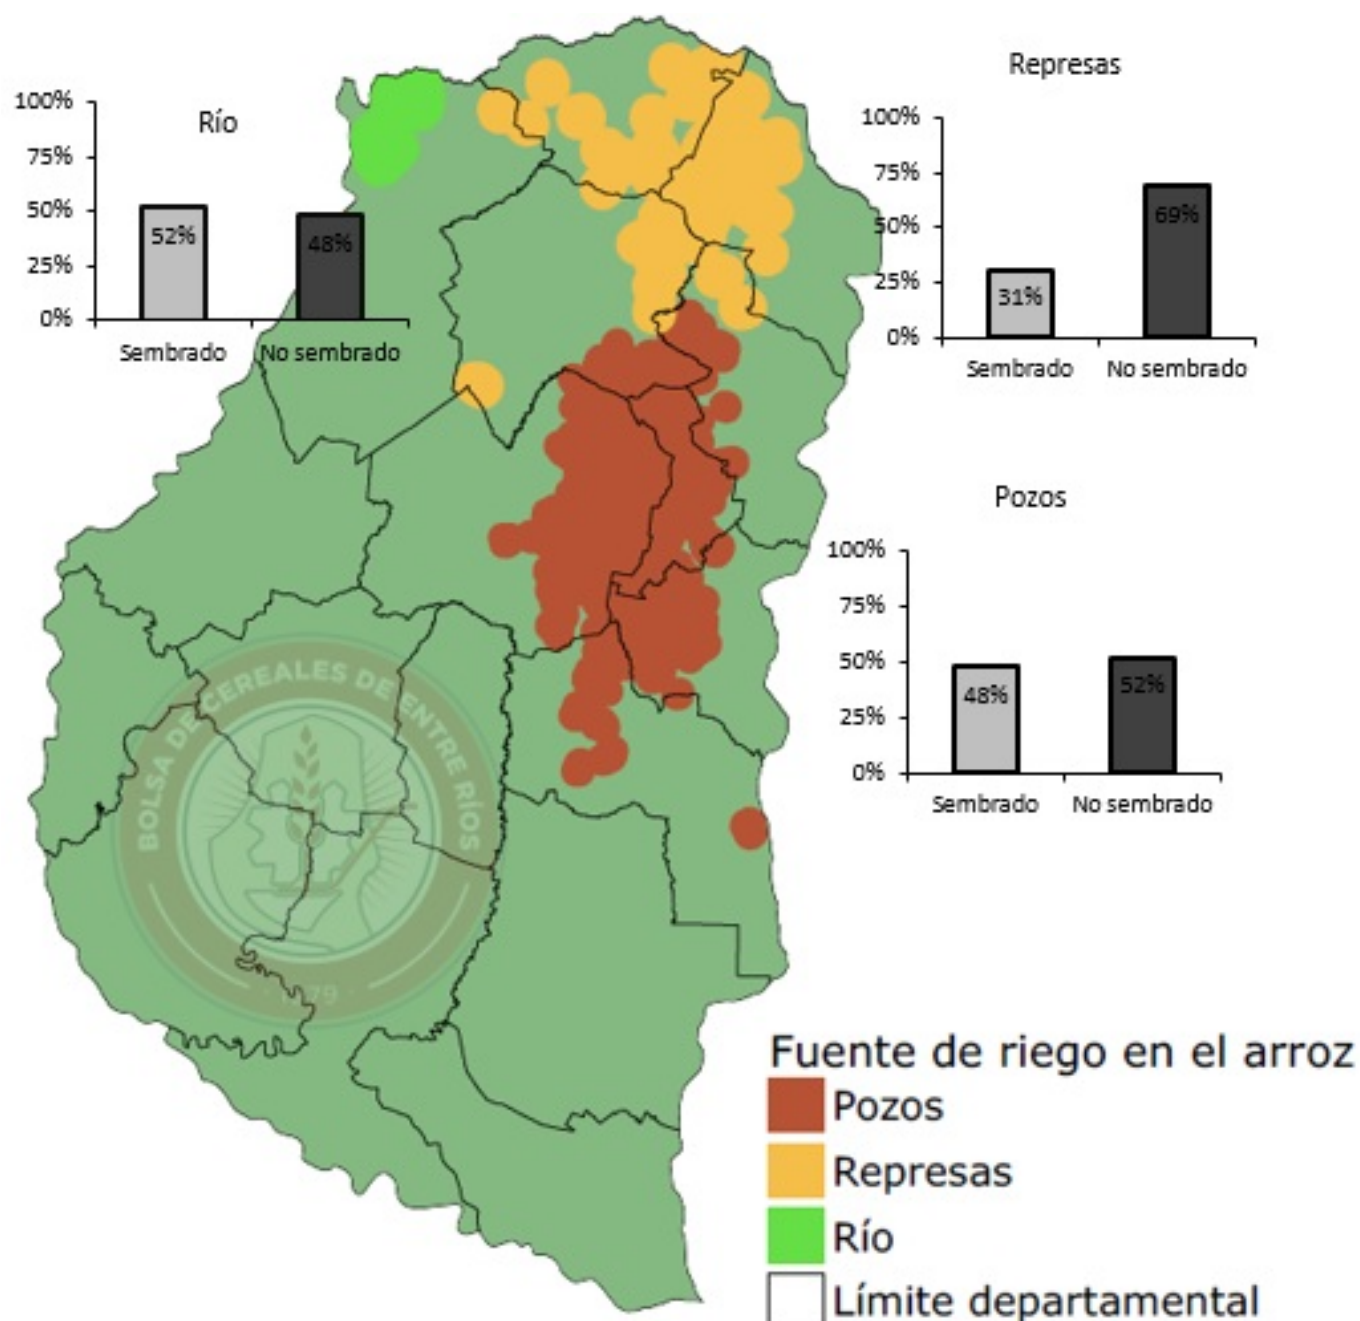 Río
100%
75%
50%
25%
0%
52%
48%
Sembrado
No sembrado
Represas
100%
75%
50%
25%
0%
31%
69%
Sembrado
No sembrado
Pozos
100%
75%
50%
25%
0%
48%
52%
Sembrado
No sembrado
BOLSA DE CEREALES DE ENTRE RÍOS
Fuente de riego en el arroz
Pozos
Represas
Río
Límite departamental